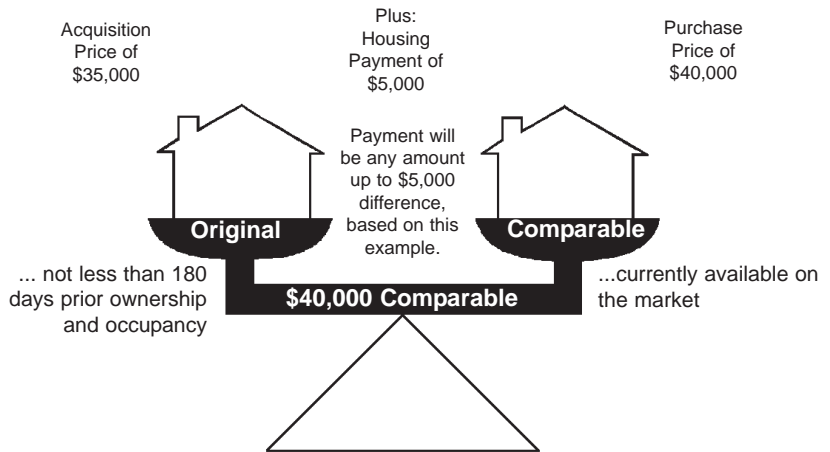 Acquisition
Price of
$35,000
Plus:
Housing
Payment of
$5,000
Purchase
Price of
$40,000
Payment will
be any amount
up to $5,000
difference,
based on this
example.
Original
Comparable
... not less than 180
days prior ownership
and occupancy
$40,000 Comparable
...currently available on
the market